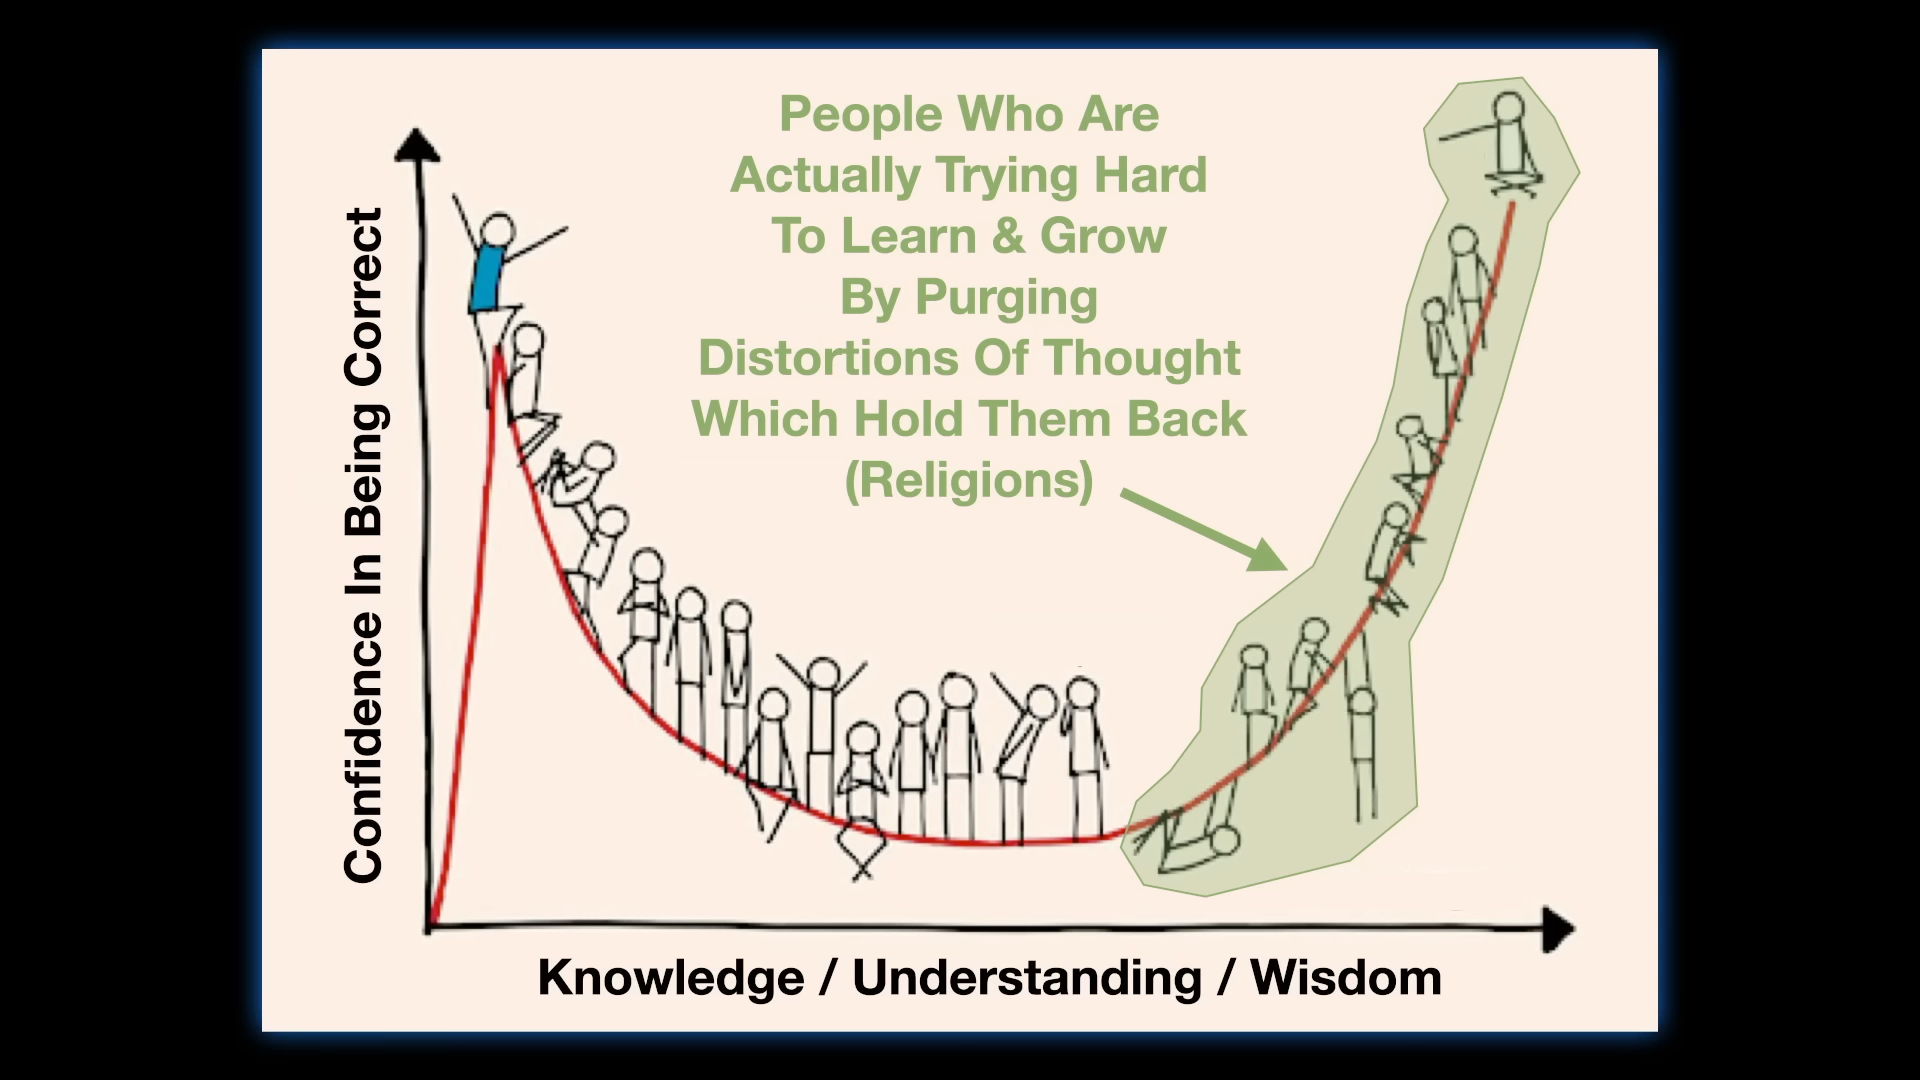 People Who Are
Actually Trying Hard
To Learn & Grow
By Purging
Distortions Of Thought
Which Hold Them Back
(Religions)
Confidence In Being Correct
Knowledge / Understanding / Wisdom